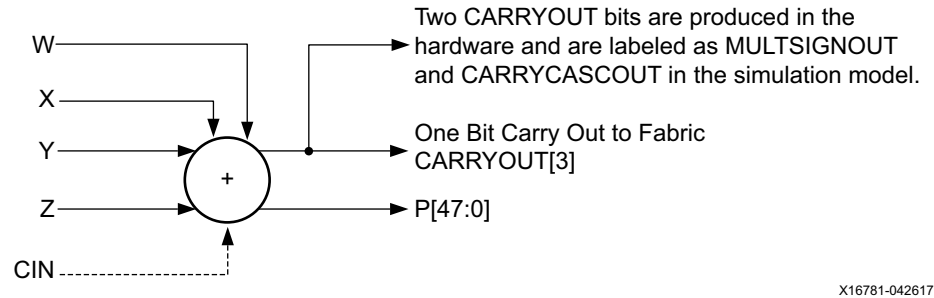 Two CARRYOUT bits are produced in the
hardware and are labeled as MULTSIGNOUT
and CARRYCASCOUT in the simulation model.
W
X
Y
Z
CIN
+
One Bit Carry Out to Fabric
CARRYOUT[3]
P[47:0]
X16781-042617